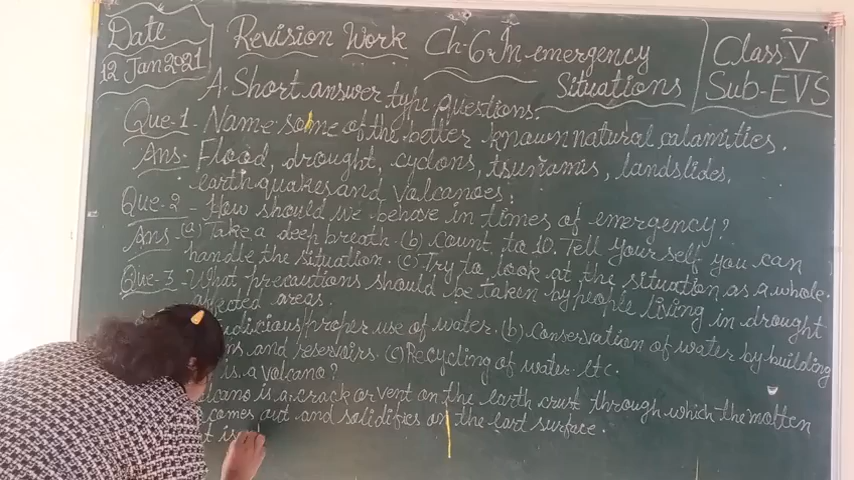 Date
12 Jan 2021
Revision Work Ch-6 In emergency
Situations
Class V
Sub-EVS
A. Short answer type questions.
Que-1- Name some of the better known natural calamities.
Ans- Flood, drought, cyclons, tsunamis, landslides,
earthquakes and volcanoes.
Que-2- How should we behave in times of emergency?
Ans- (a) Take a deep breath. (b) Count to 10. Tell your self you can
handle the situation. (c) Try to look at the situation as a whole.
Que-3- What precautions should be taken by people living in drought
affected areas.
proper use of water. (b) Conservation of water by building
and reservoirs. (c) Recycling of water etc.
is a volcano?
is a crack or vent on the earth crust through which the molten
comes out and solidifies on the eart surface.
is